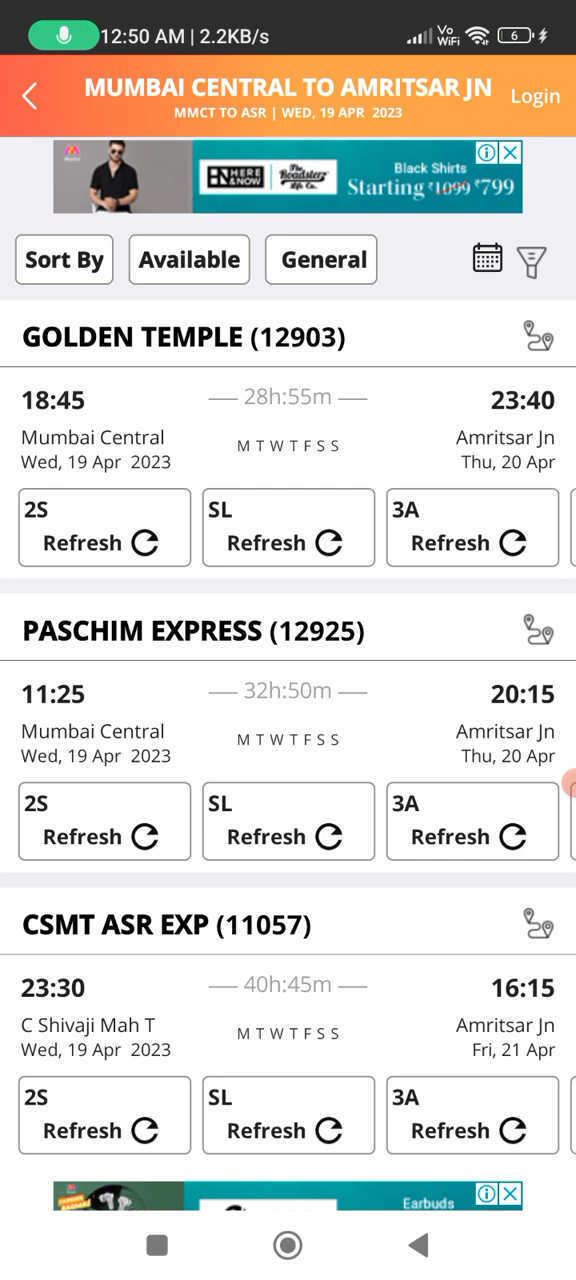 12:50 AM | 2.2KB/s
Vo
WiFi
6
MUMBAI CENTRAL TO AMRITSAR JN
Login
MMCT TO ASR | WED, 19 APR 2023
HERE
&NOW
The
Roadster
Life Co.
Black Shirts
Starting ₹1099 ₹799
Sort By
Available
General
GOLDEN TEMPLE (12903)
18:45
28h:55m
23:40
Mumbai Central
M T W T F S S
Amritsar Jn
Wed, 19 Apr 2023
Thu, 20 Apr
2S
SL
3A
Refresh
Refresh
Refresh
PASCHIM EXPRESS (12925)
11:25
32h:50m
20:15
Mumbai Central
M T W T F S S
Amritsar Jn
Wed, 19 Apr 2023
Thu, 20 Apr
2S
SL
3A
Refresh
Refresh
Refresh
CSMT ASR EXP (11057)
23:30
40h:45m
16:15
C Shivaji Mah T
M T W T F S S
Amritsar Jn
Wed, 19 Apr 2023
Fri, 21 Apr
2S
SL
3A
Refresh
Refresh
Refresh
Earbuds